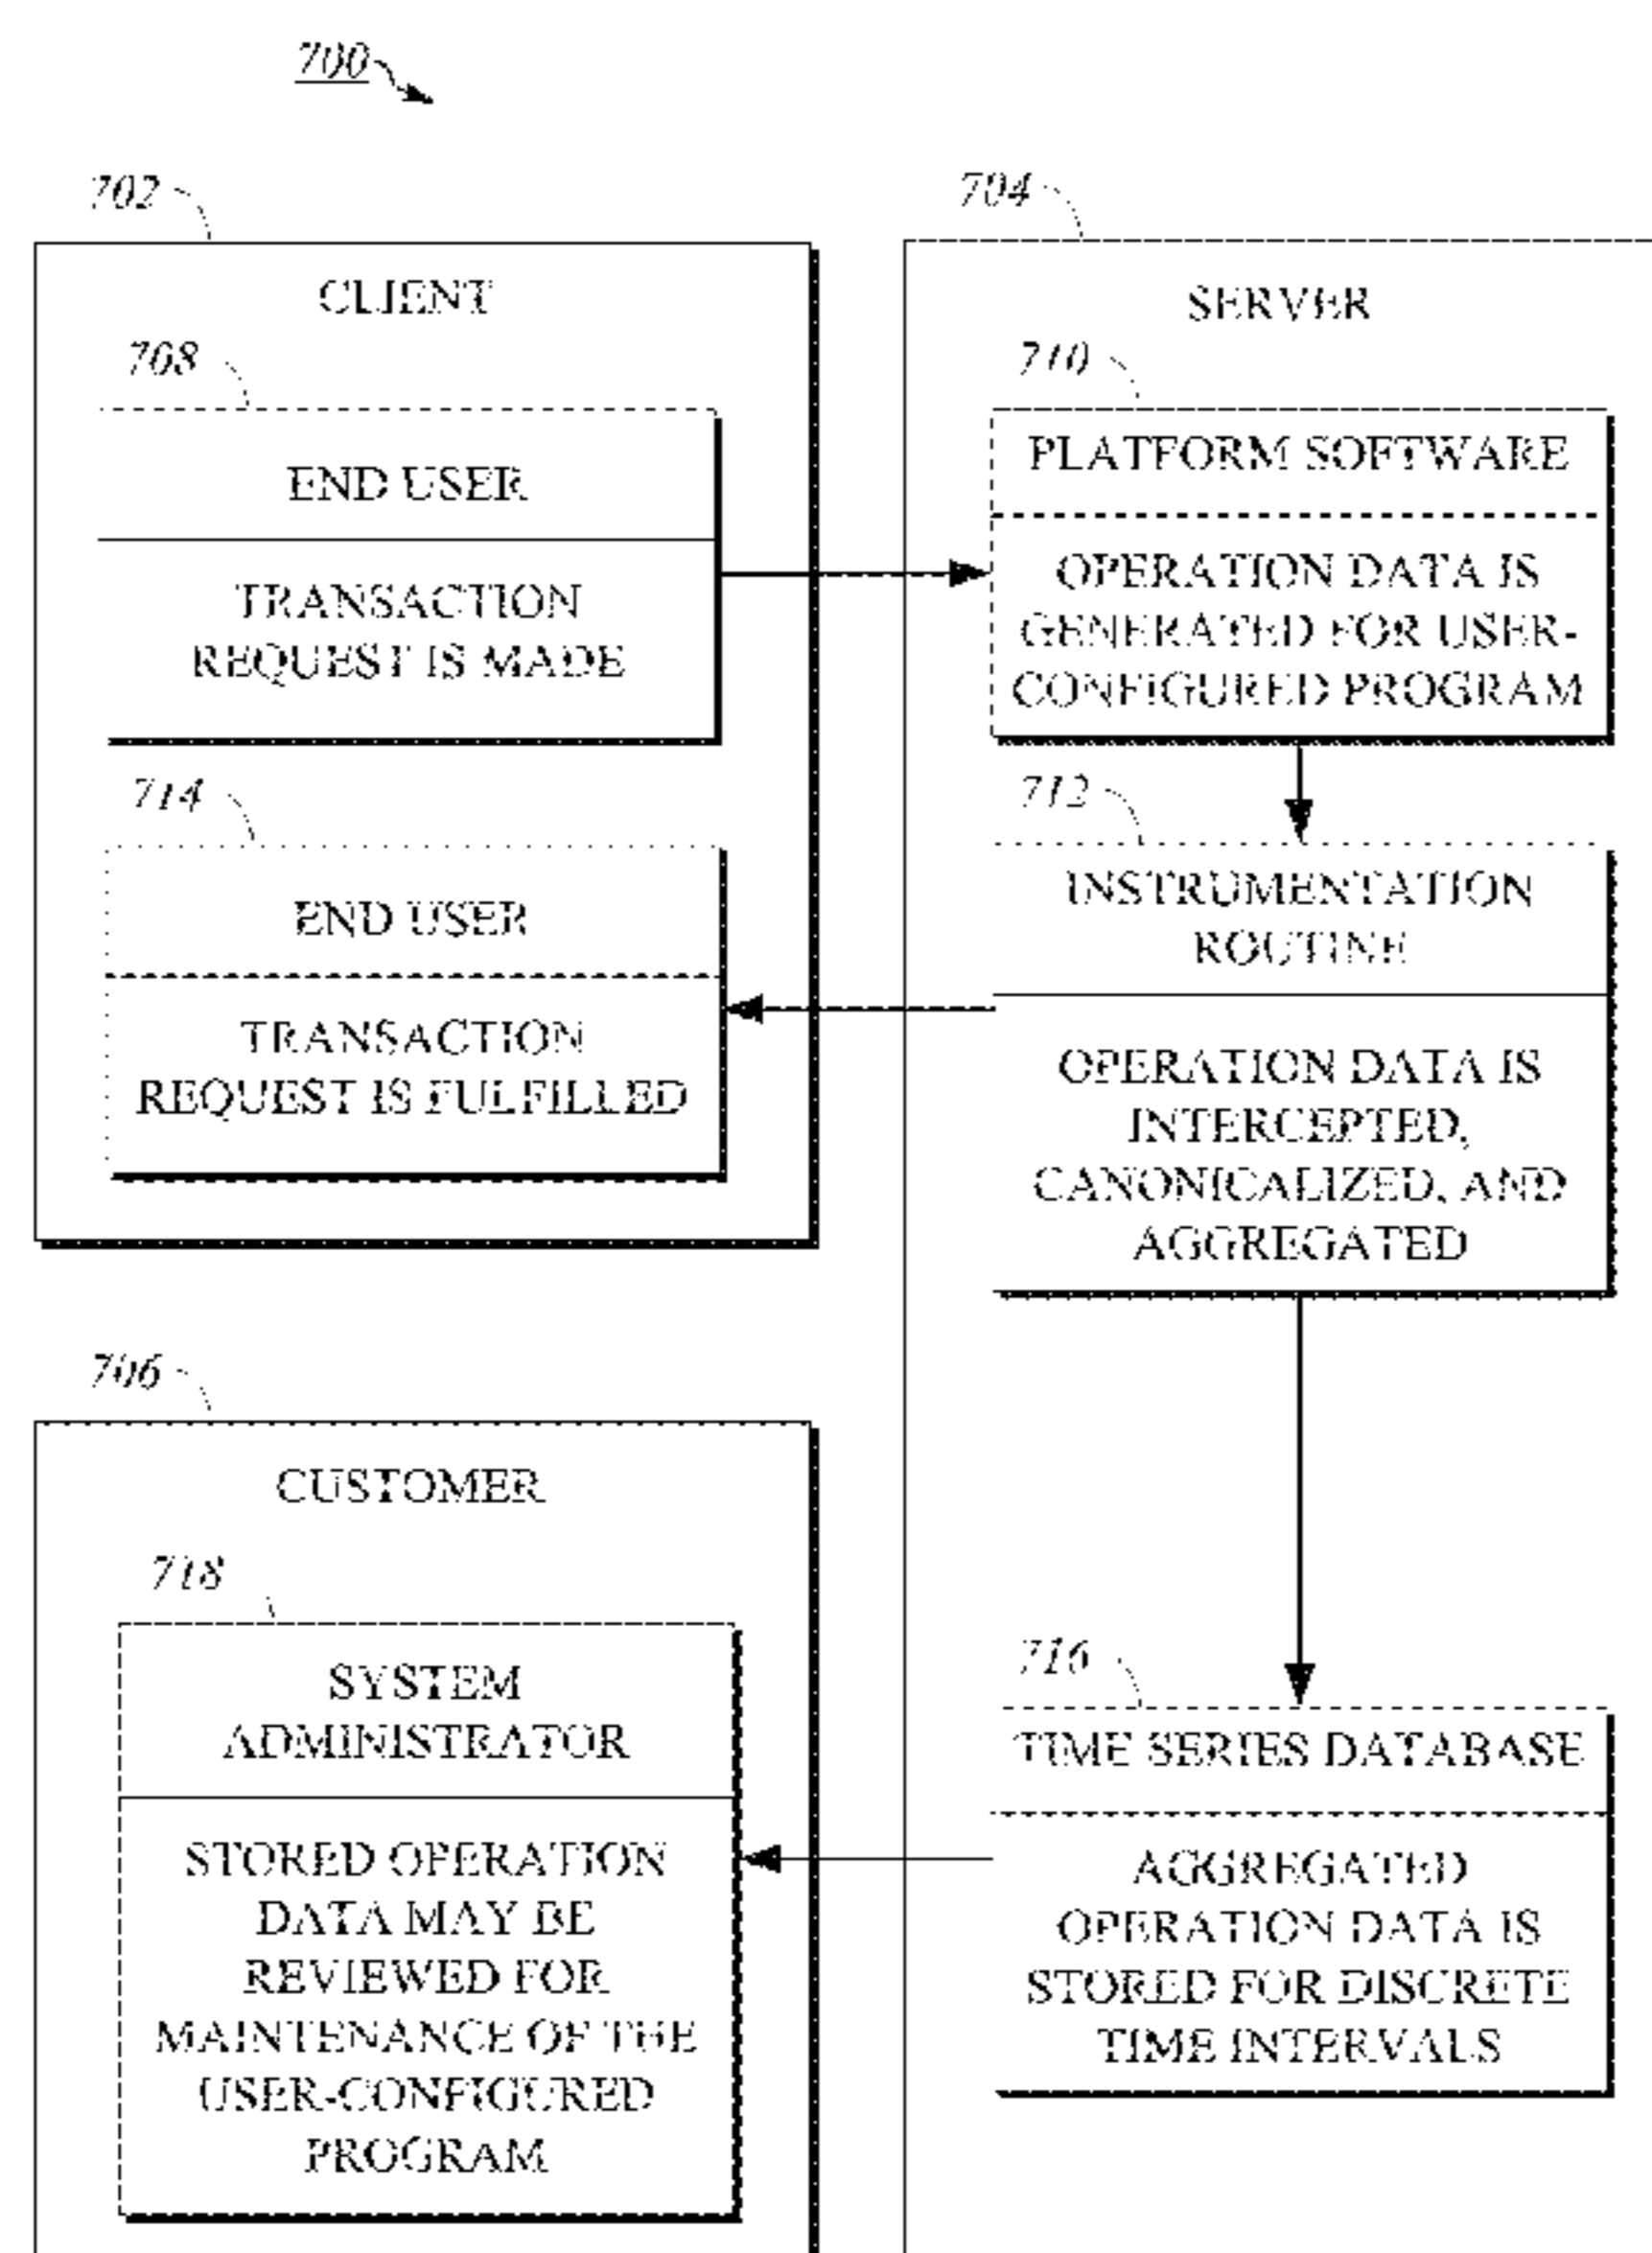 700
702
CLIENT
708
END USER
TRANSACTION
REQUEST IS MADE
714
END USER
TRANSACTION
REQUEST IS FULFILLED
704
SERVER
710
PLATFORM SOFTWARE
OPERATION DATA IS
GENERATED FOR USER-
CONFIGURED PROGRAM
712
INSTRUMENTATION
ROUTINE
OPERATION DATA IS
INTERCEPTED,
CANONICALIZED, AND
AGGREGATED
716
TIME SERIES DATABASE
AGGREGATED
OPERATION DATA IS
STORED FOR DISCRETE
TIME INTERVALS
706
CUSTOMER
718
SYSTEM
ADMINISTRATOR
STORED OPERATION
DATA MAY BE
REVIEWED FOR
MAINTENANCE OF THE
USER-CONFIGURED
PROGRAM